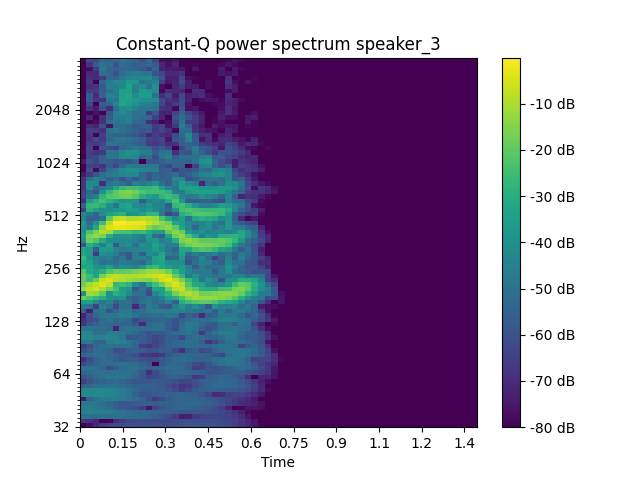 Constant-Q power spectrum speaker_3
Hz
2048
1024
512
256
128
64
32
0 0.15 0.3 0.45 0.6 0.75 0.9 1.1 1.2 1.4
Time
-10 dB
-20 dB
-30 dB
-40 dB
-50 dB
-60 dB
-70 dB
-80 dB